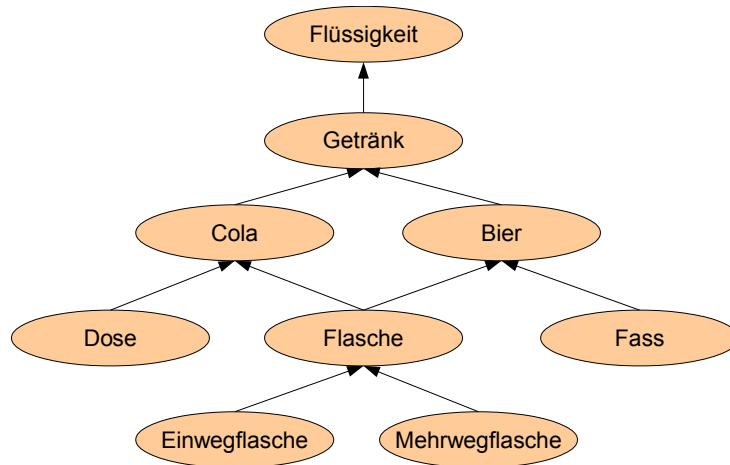 Flüssigkeit
Getränk
Cola
Bier
Dose
Flasche
Fass
Einwegflasche
Mehrwegflasche